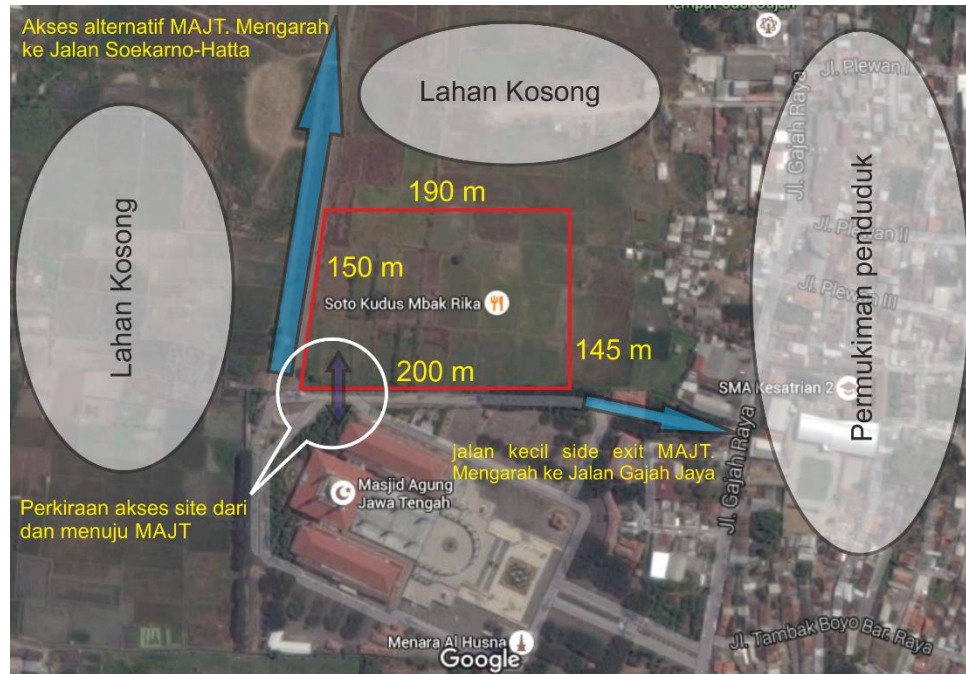 Akses alternatif MAJT. Mengarah
ke Jalan Soekarno-Hatta
Lahan Kosong
Jl. Plewan I
Jl. Gajah Raya
190 m
Lahan Kosong
150 m
Soto Kudus Mbak Rika
Jl. Plewan II
Jl. Plewan III
Permukiman penduduk
145 m
200 m
SMA Kesatrian 2
jalan kecil side exit MAJT.
Mengarah ke Jalan Gajah Jaya
Jl. Gajah Raya
Masjid Agung
Jawa Tengah
Perkiraan akses site dari
dan menuju MAJT
Menara Al Husna
Google
Jl. Tambak Boyo Bar. Raya